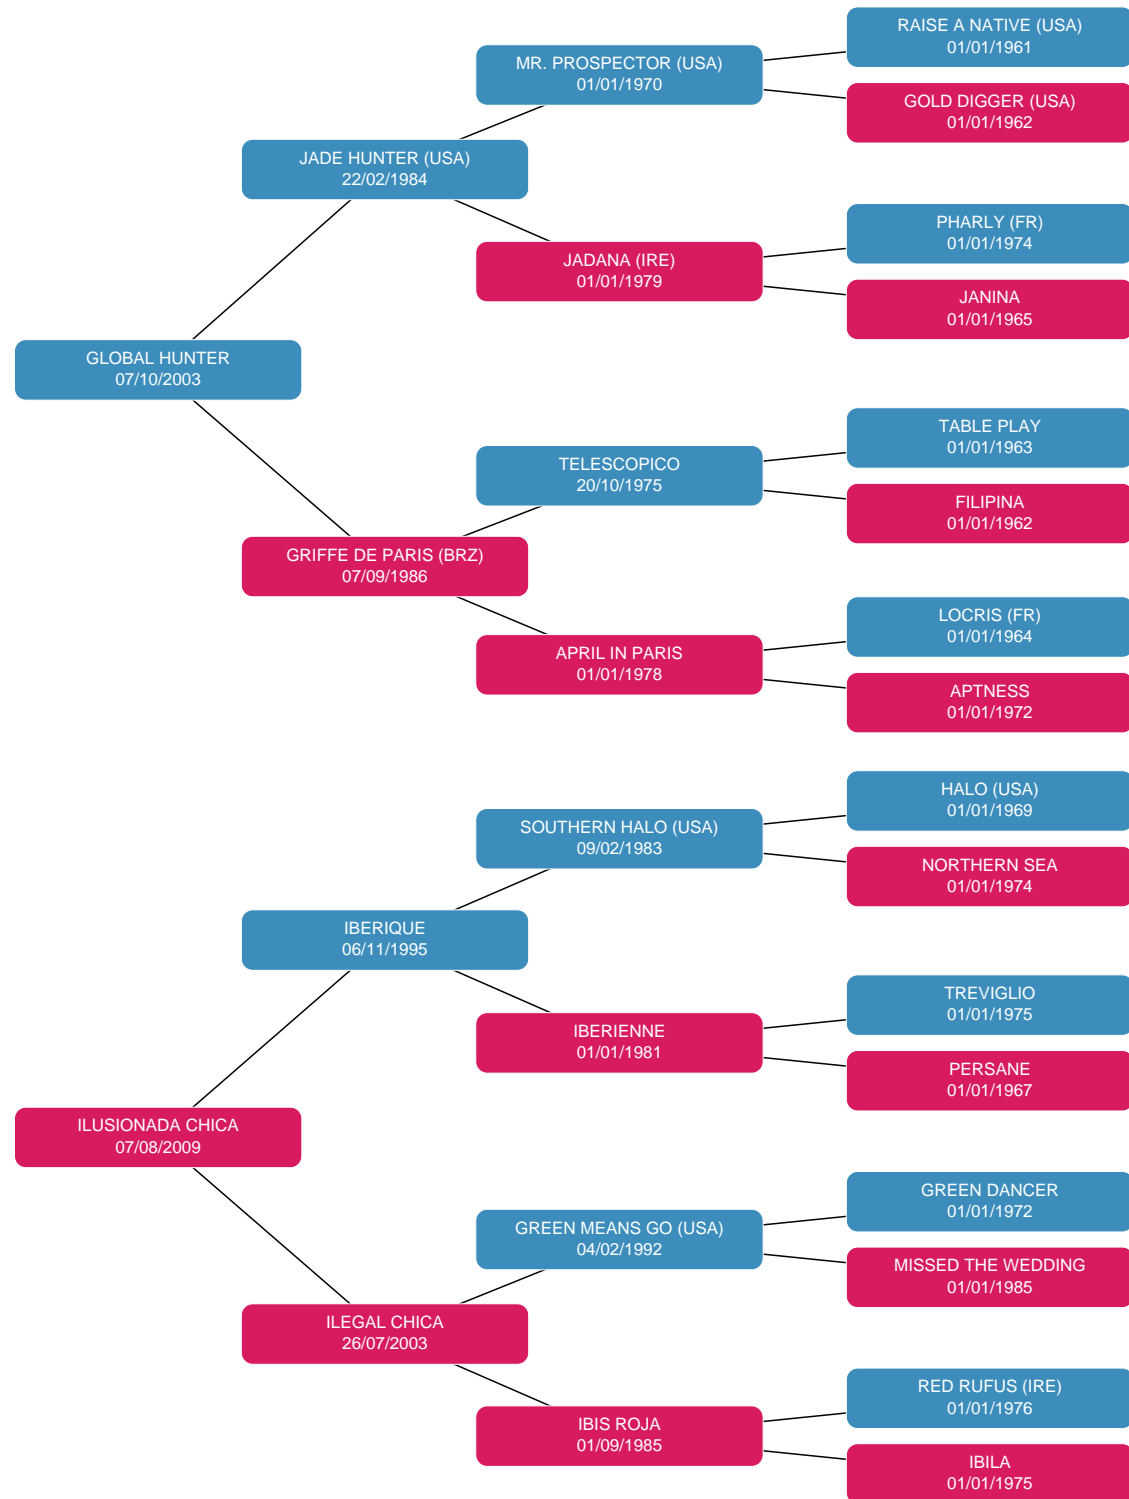 RAISE A NATIVE (USA)
01/01/1961
MR. PROSPECTOR (USA)
01/01/1970
GOLD DIGGER (USA)
01/01/1962
JADE HUNTER (USA)
22/02/1984
PHARLY (FR)
01/01/1974
JADANA (IRE)
01/01/1979
JANINA
01/01/1965
GLOBAL HUNTER
07/10/2003
TABLE PLAY
01/01/1963
TELESCOPICO
20/10/1975
FILIPINA
01/01/1962
GRIFFE DE PARIS (BRZ)
07/09/1986
LOCRIS (FR)
01/01/1964
APRIL IN PARIS
01/01/1978
APTNESS
01/01/1972
HALO (USA)
01/01/1969
SOUTHERN HALO (USA)
09/02/1983
NORTHERN SEA
01/01/1974
IBERIQUE
06/11/1995
TREVIGLIO
01/01/1975
IBERIENNE
01/01/1981
PERSANE
01/01/1967
ILUSIONADA CHICA
07/08/2009
GREEN DANCER
01/01/1972
GREEN MEANS GO (USA)
04/02/1992
MISSED THE WEDDING
01/01/1985
ILEGAL CHICA
26/07/2003
RED RUFUS (IRE)
01/01/1976
IBIS ROJA
01/09/1985
IBILA
01/01/1975